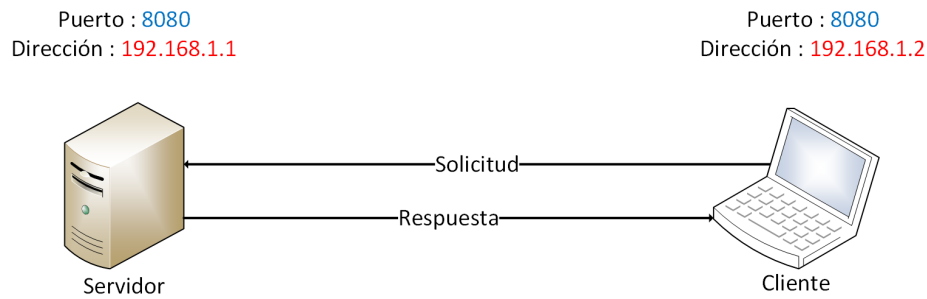 Puerto : 8080
Dirección : 192.168.1.1
Puerto : 8080
Dirección : 192.168.1.2
Solicitud
Respuesta
Servidor
Cliente